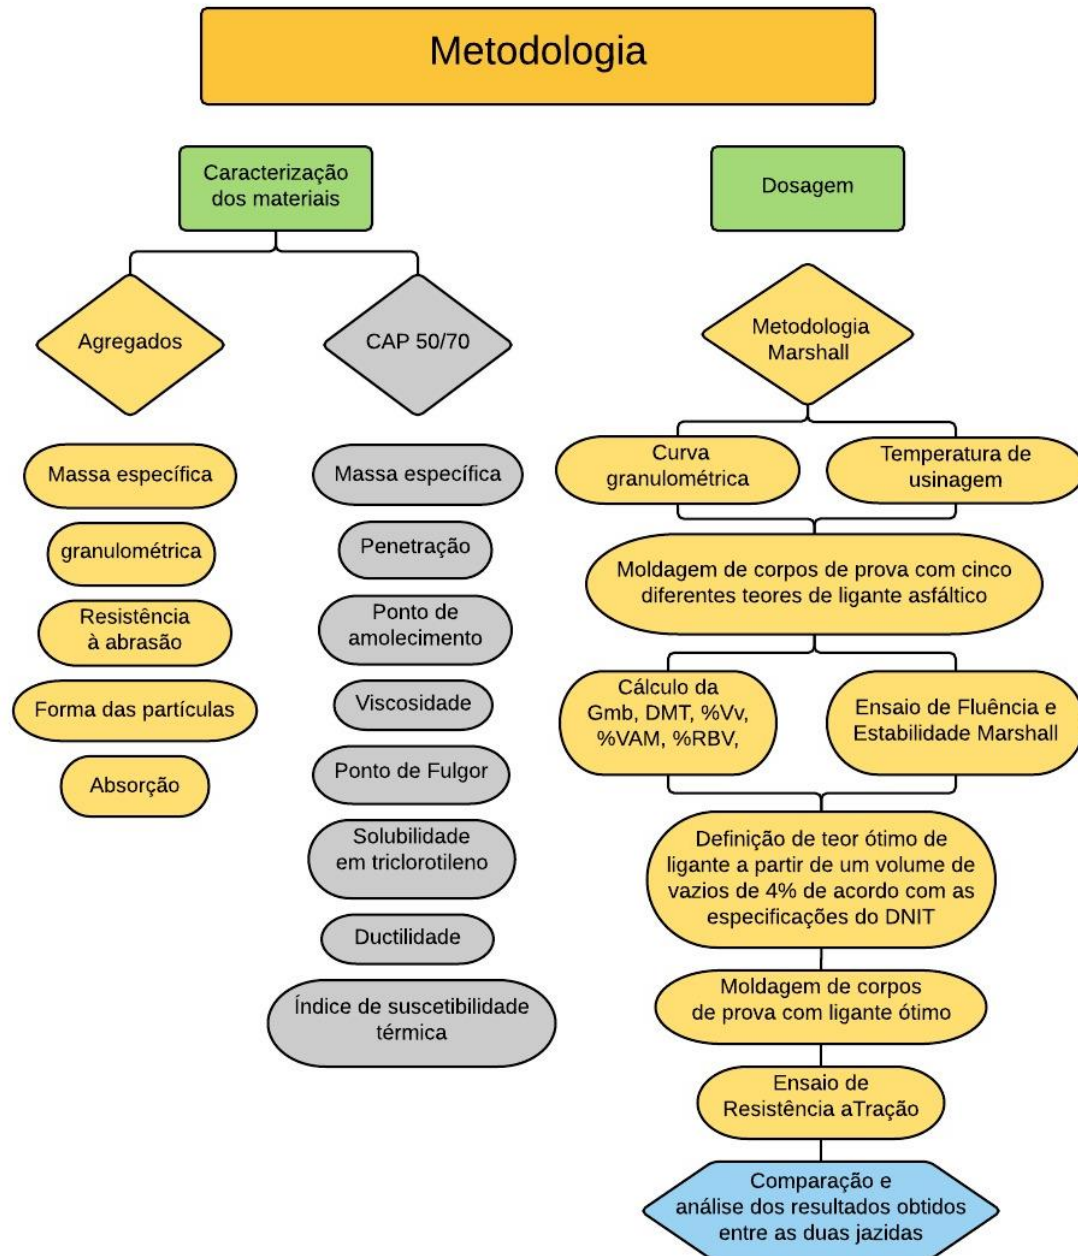 Metodologia
Caracterização
dos materiais
Agregados
CAP 50/70
Massa específica
granulométrica
Resistência
à abrasão
Forma das partículas
Absorção
Massa específica
Penetração
Ponto de
amolecimento
Viscosidade
Ponto de Fulgor
Solubilidade
em triclorotileno
Ductilidade
Índice de suscetibilidade
térmica
Dosagem
Metodologia
Marshall
Curva
granulométrica
Temperatura de
usinagem
Moldagem de corpos de prova com cinco
diferentes teores de ligante asfáltico
Cálculo da
Gmb, DMT, %Vv,
%VAM, %RBV,
Ensaio de Fluência e
Estabilidade Marshall
Definição de teor ótimo de
ligante a partir de um volume de
vazios de 4% de acordo com as
especificações do DNIT
Moldagem de corpos
de prova com ligante ótimo
Ensaio de
Resistência aTração
Comparação e
análise dos resultados obtidos
entre as duas jazidas